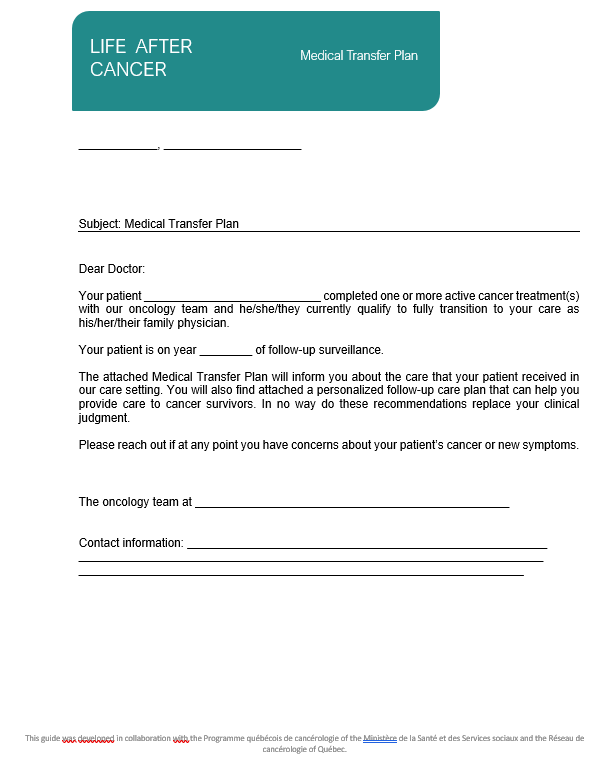 LIFE AFTER
CANCER
Medical Transfer Plan
____________, _____________________
Subject: Medical Transfer Plan
Dear Doctor:
Your patient ___________________________ completed one or more active cancer treatment(s)
with our oncology team and he/she/they currently qualify to fully transition to your care as
his/her/their family physician.
Your patient is on year ________ of follow-up surveillance.
The attached Medical Transfer Plan will inform you about the care that your patient received in
our care setting. You will also find attached a personalized follow-up care plan that can help you
provide care to cancer survivors. In no way do these recommendations replace your clinical
judgment.
Please reach out if at any point you have concerns about your patient's cancer or new symptoms.
The oncology team at ________________________________________________
Contact information: _______________________________________________________
_______________________________________________________________________
____________________________________________________________________
This guide was developed in collaboration with the Programme québécois de cancérologie of the Ministère de la Santé et des Services sociaux and the Réseau de
cancérologie of Québec.